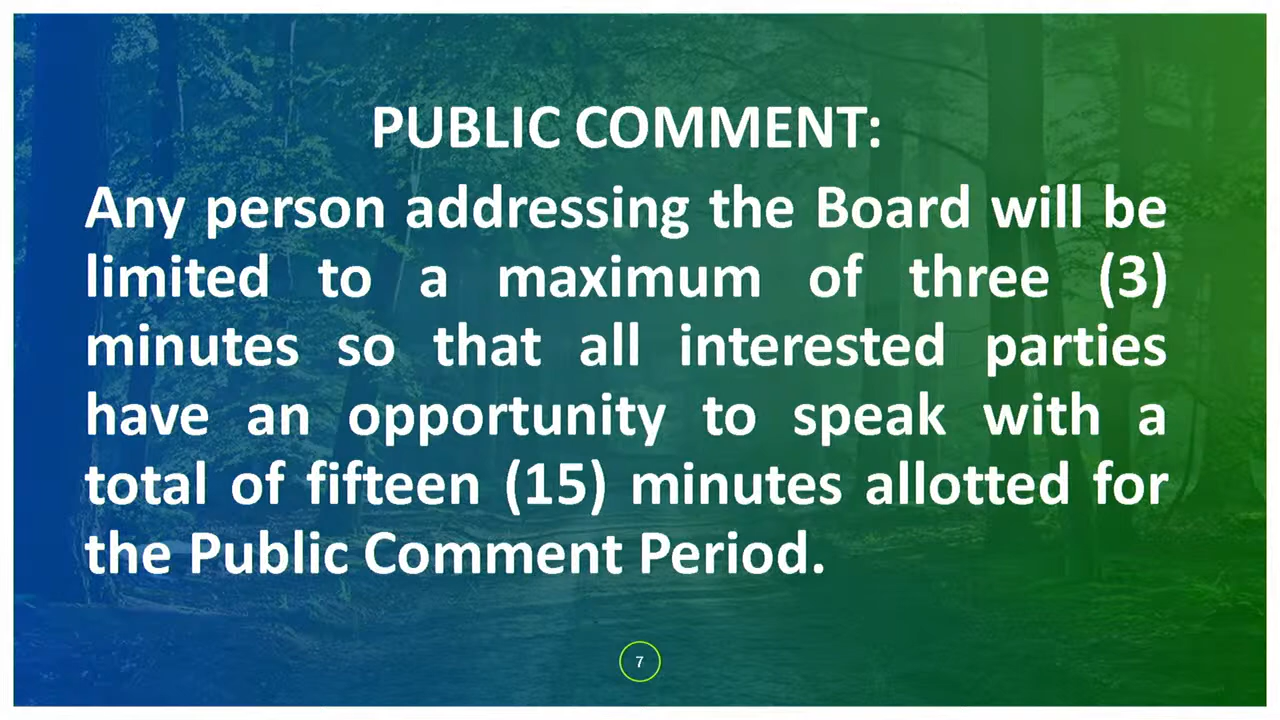 PUBLIC COMMENT:
Any person addressing the Board will be
limited to a maximum of three (3)
minutes so that all interested parties
have an opportunity to speak with a
total of fifteen (15) minutes allotted for
the Public Comment Period.
7